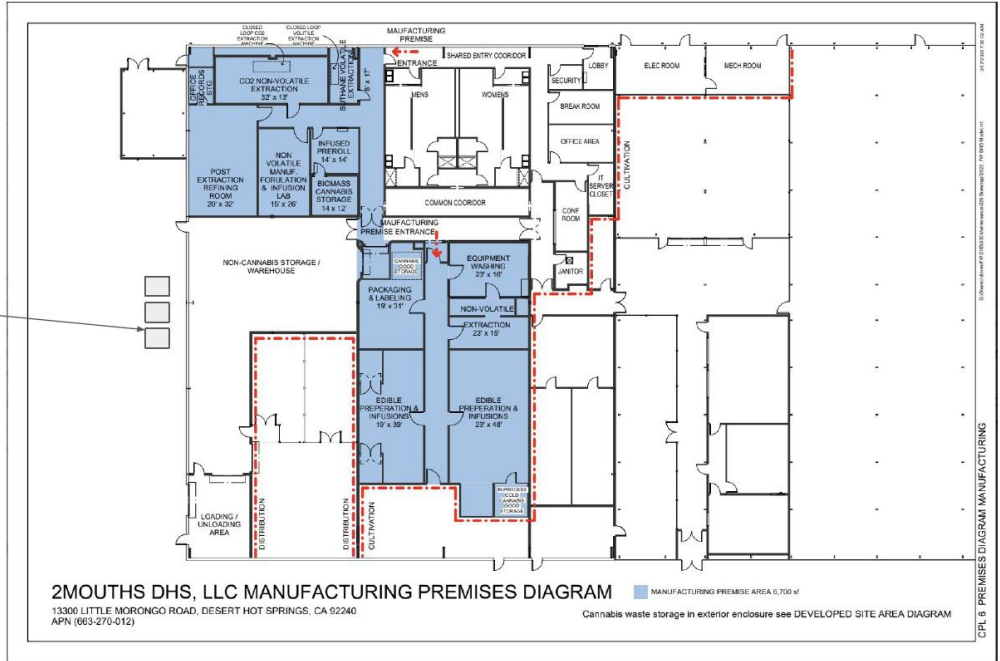 CLOSED
LOOP CO2
EXTRACTION
MACHINE
CLOSED LOOP
VOLITILE
EXTRACTION
MACHINE
MAUFACTURING
PREMISE
ENTRANCE
SHARED ENTRY COORIDOR
LOBBY
SECURITY
ELEC ROOM
MECH ROOM
OFFICE
RECORDS
STG
CO2 NON-VOLATILE
EXTRACTION
32' x 13'
EXTRACTION
MENS
WOMENS
BREAK ROOM
OFFICE AREA
CULTIVATION
INFUSED
PREROLL
14' x 14'
NON
VOLATILE
MANUF.
FORULATION
& INFUSION
LAB
15' x 26'
POST
EXTRACTION
REFINING
ROOM
20' x 32'
BIOMASS
CANNABIS
STORAGE
14 x 12'
IT
SERVER
CLOSET
COMMON COORIDOR
CONF
ROOM
MAUFACTURING
PREMISE ENTRANCE
NON-CANNABIS STORAGE /
WAREHOUSE
CANNABIS
GOOD
STORAGE
EQUIPMENT
WASHING
23' x 16'
JANITOR
PACKAGING
& LABELING
19' x 31'
NON-VOLATILE
EXTRACTION
23' x 15'
EDIBLE
PREPERATION &
INFUSIONS
19' x 39'
EDIBLE
PREPERATION &
INFUSIONS
23' x 48'
IN-PROCESS
COLD
CANNABIS
GOOD
STORAGE
LOADING /
UNLOADING
AREA
DISTRIBUTION
DISTRIBUTION
CULTIVATION
2MOUTHS DHS, LLC MANUFACTURING PREMISES DIAGRAM
13300 LITTLE MORONGO ROAD, DESERT HOT SPRINGS, CA 92240
APN (663-270-012)
MANUFACTURING PREMISE AREA 6,700 sf
Cannabis waste storage in exterior enclosure see DEVELOPED SITE AREA DIAGRAM
CPL 6 PREMISES DIAGRAM MANUFACTURING